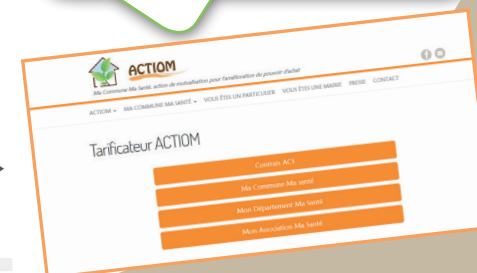 ACTIOM
Ma Commune Ma Santé, action de mutualisation pour l'amélioration du pouvoir d'achat
ACTIOM MA COMMUNE MA SANTÉ VOUS ÊTES UN PARTICULIER VOUS ÊTES UNE MAIRIE PRESSE CONTACT
Tarificateur ACTIOM
Contrats ACS
Ma Commune Ma santé
Mon Département Ma Santé
Mon Association Ma Santé